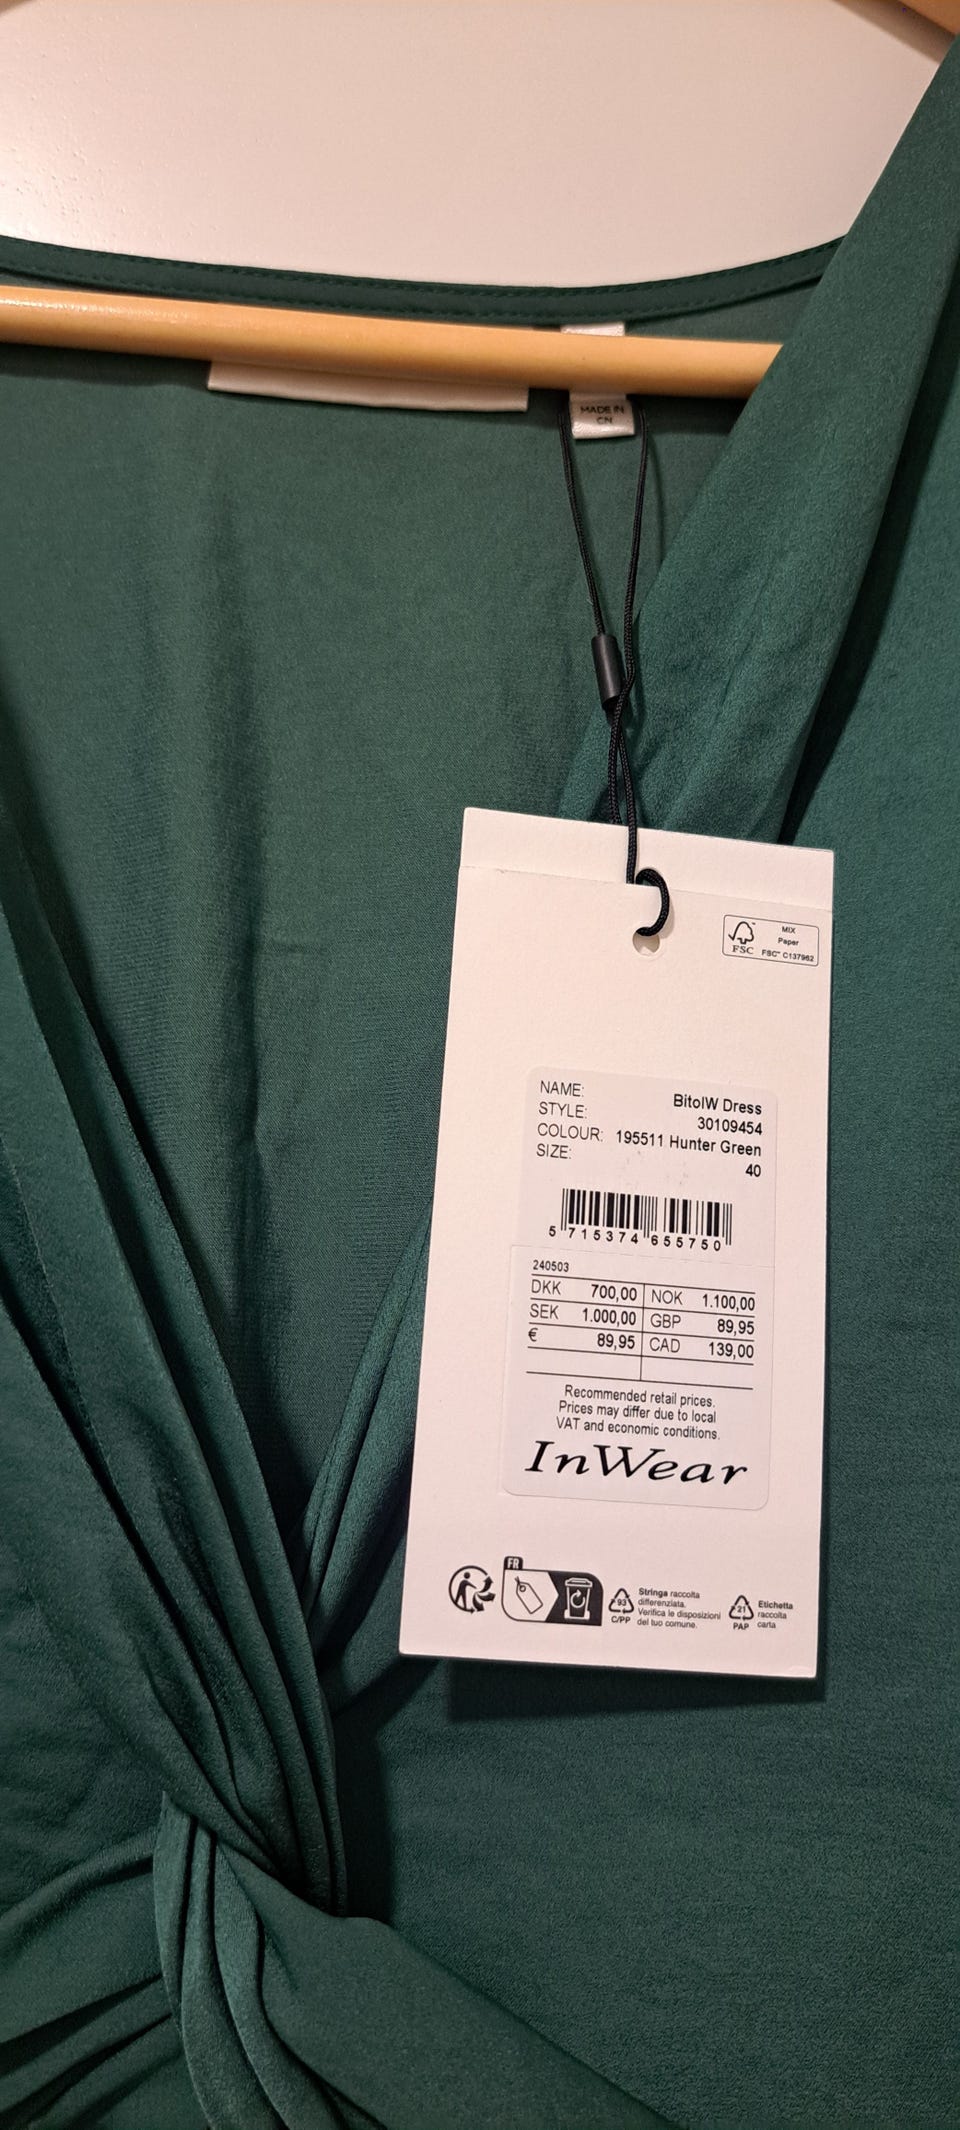 MADE IN
CN
FSC™
MIX
Paper
FSC™ C137962
NAME: BitoIW Dress
STYLE: 30109454
COLOUR: 195511 Hunter Green
SIZE: 40
5 715374 655750
240503
DKK 700,00 NOK 1.100,00
SEK 1.000,00 GBP 89,95
€ 89,95 CAD 139,00
Recommended retail prices.
Prices may differ due to local
VAT and economic conditions.
InWear
FR
93
C/PP
Stringa raccolta
differenziata.
Verifica le disposizioni
del tuo comune.
21
PAP
Etichetta
raccolta
carta